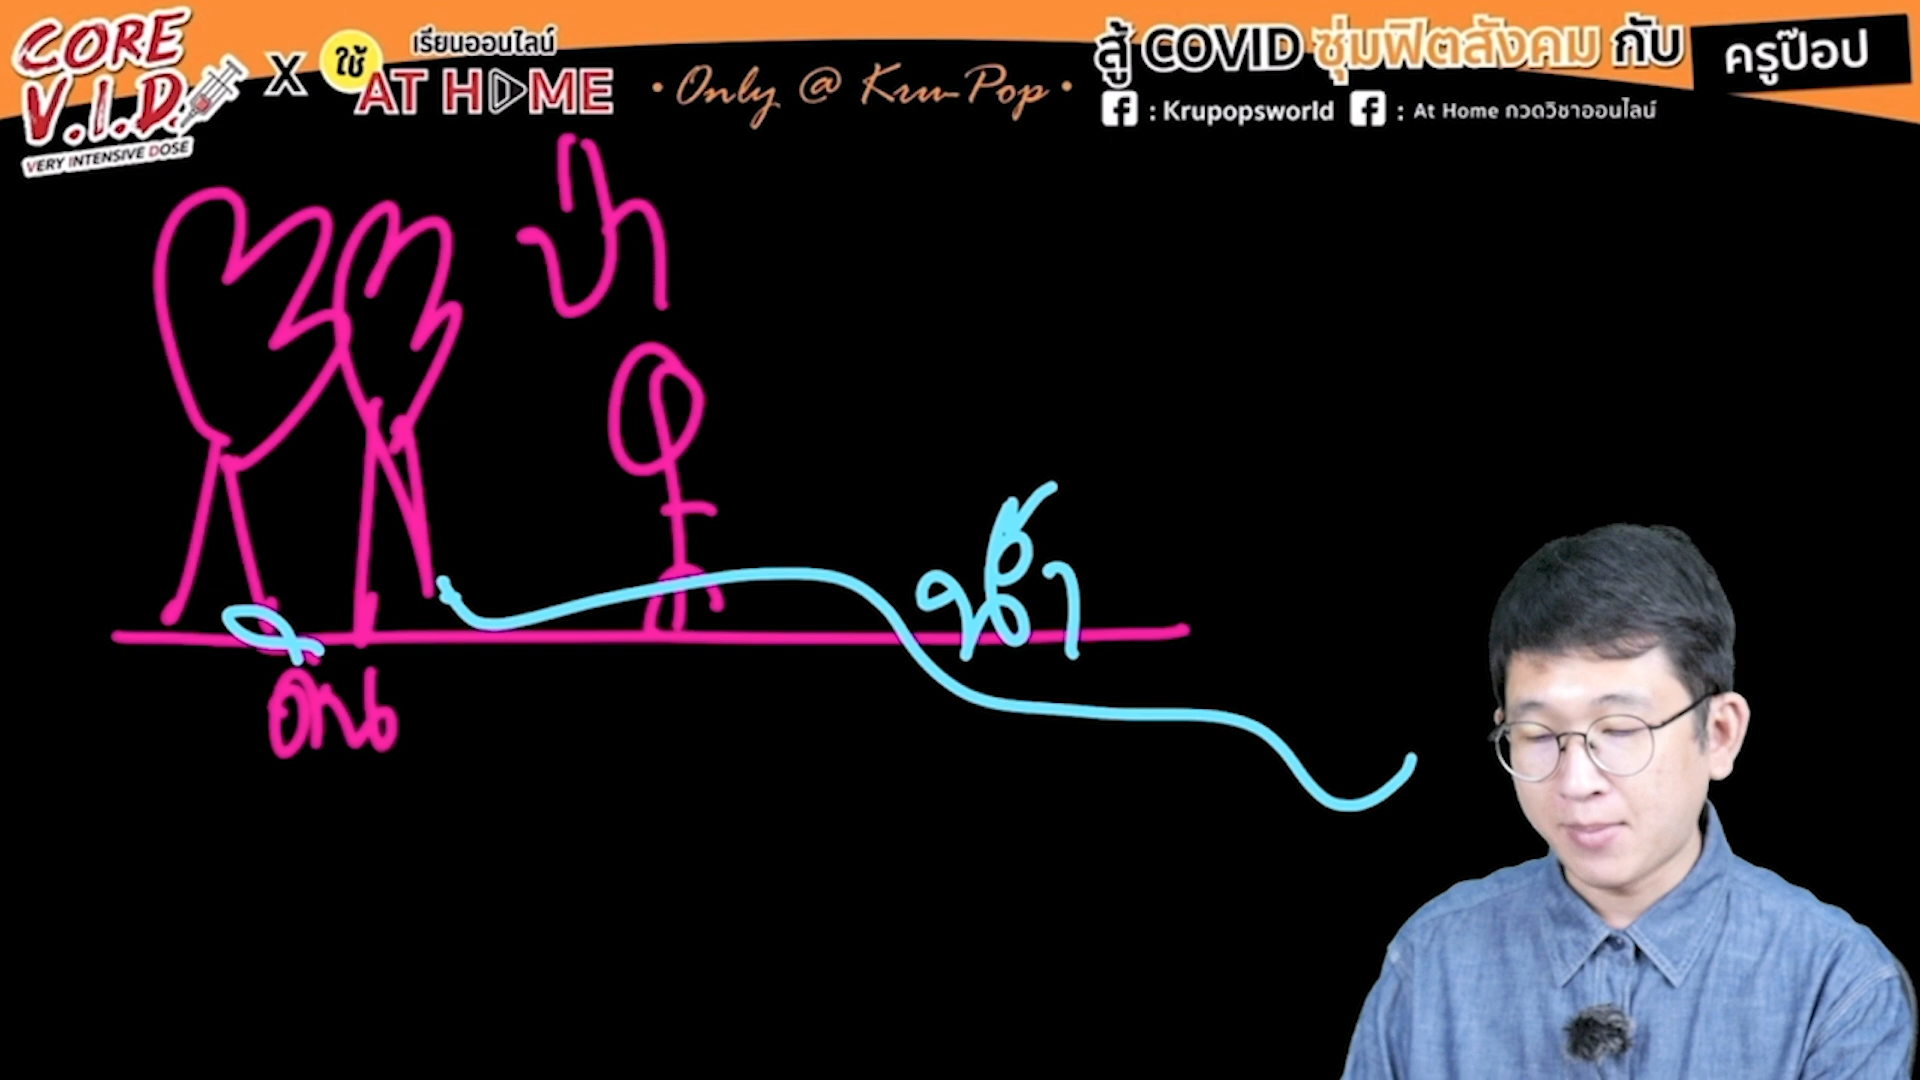 CORE
V.I.D.
VERY INTENSIVE DOSE
X
ใช้
เรียนออนไลน์
AT HOME
• Only @ Kru-Pop •
สู้ COVID ซุ่มฟิตสังคม กับ ครูป๊อป
: Krupopsworld : At Home กวดวิชาออนไลน์
ป่า
น้ำ
ดิน